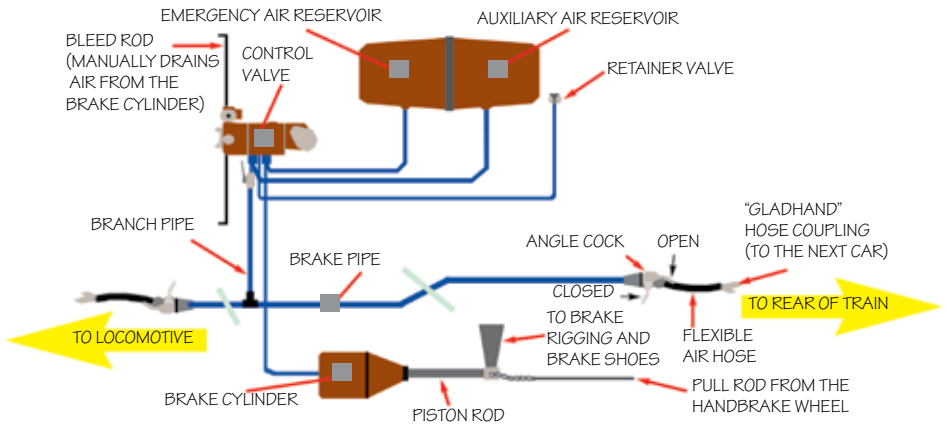 EMERGENCY AIR RESERVOIR
AUXILIARY AIR RESERVOIR
BLEED ROD
(MANUALLY DRAINS
AIR FROM THE
BRAKE CYLINDER)
CONTROL
VALVE
RETAINER VALVE
BRANCH PIPE
BRAKE PIPE
ANGLE COCK
OPEN
"GLADHAND"
HOSE COUPLING
(TO THE NEXT CAR)
CLOSED
TO REAR OF TRAIN
TO LOCOMOTIVE
TO BRAKE
RIGGING AND
BRAKE SHOES
FLEXIBLE
AIR HOSE
BRAKE CYLINDER
PISTON ROD
PULL ROD FROM THE
HANDBRAKE WHEEL